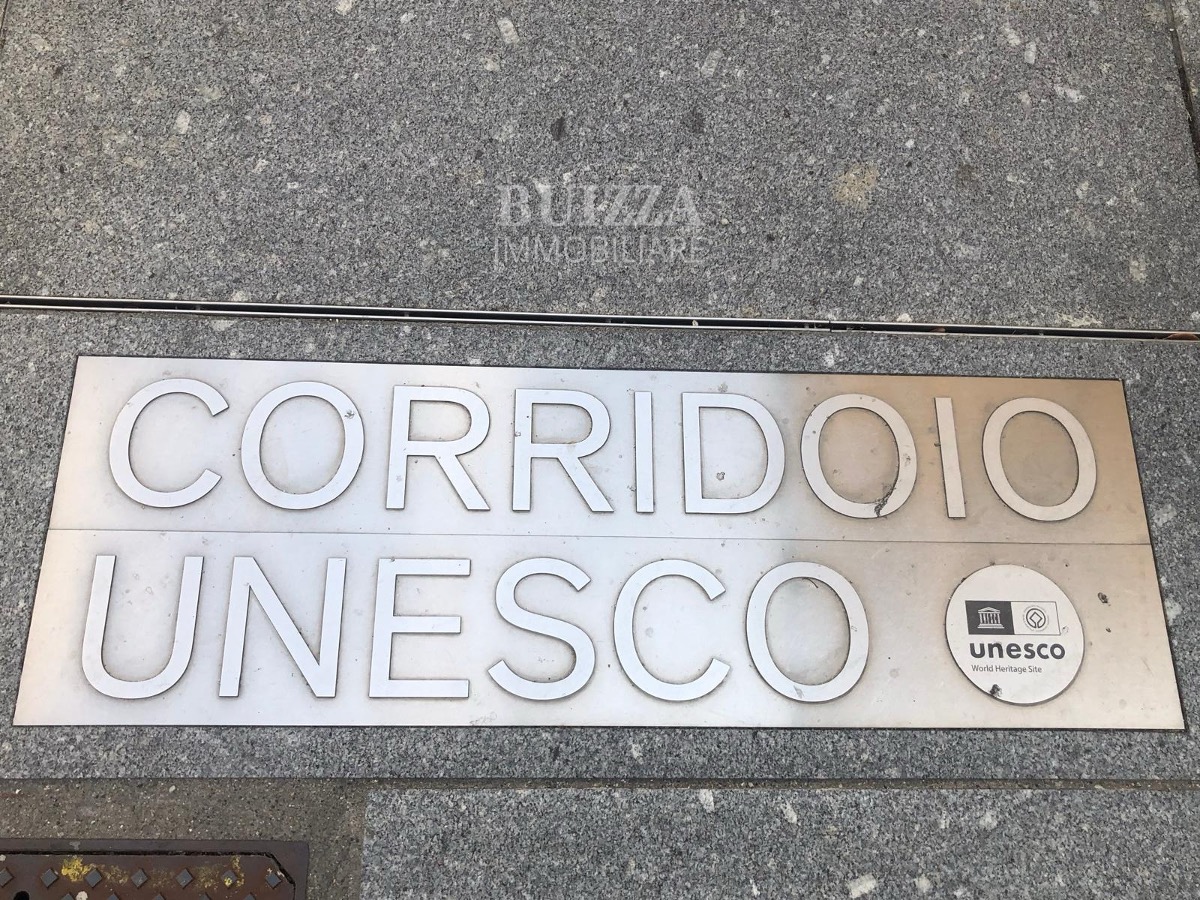 BUIZZA
IMMOBILIARE
CORRIDOIO
UNESCO
unesco
World Heritage Site